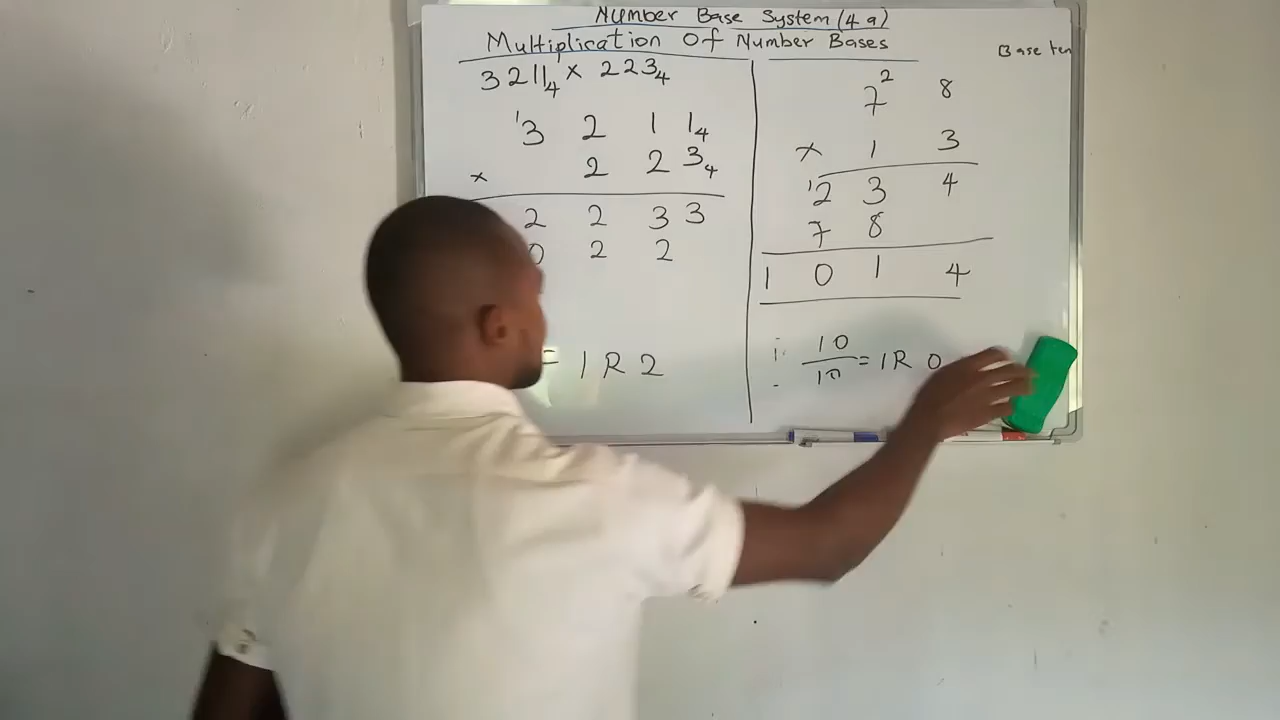 Number Base System (4 a)
Multiplication Of Number Bases
Base ten
3211₄ × 223₄
¹3 2 1 1₄
× 2 2 3₄
2 2 3 3
0 2 2
= 1 R 2
7² 8
× 1 3
¹2 3 4
7 8
1 0 1 4
10/10 = 1 R 0